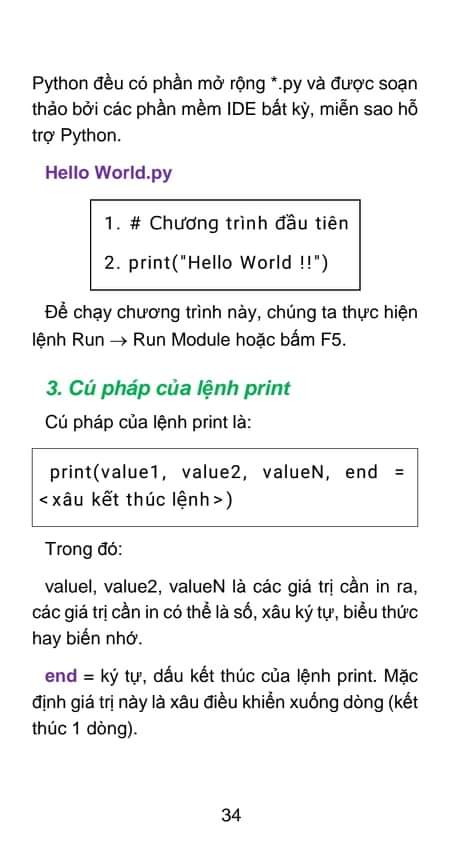 Python đều có phần mở rộng *.py và được soạn
thảo bởi các phần mềm IDE bất kỳ, miễn sao hỗ
trợ Python.
Hello World.py
1. # Chương trình đầu tiên
2. print("Hello World !!")
Để chạy chương trình này, chúng ta thực hiện
lệnh Run → Run Module hoặc bấm F5.
3. Cú pháp của lệnh print
Cú pháp của lệnh print là:
print(value1, value2, valueN, end =
<xâu kết thúc lệnh>)
Trong đó:
valuel, value2, valueN là các giá trị cần in ra,
các giá trị cần in có thể là số, xâu ký tự, biểu thức
hay biến nhớ.
end = ký tự, dấu kết thúc của lệnh print. Mặc
định giá trị này là xâu điều khiển xuống dòng (kết
thúc 1 dòng).
34